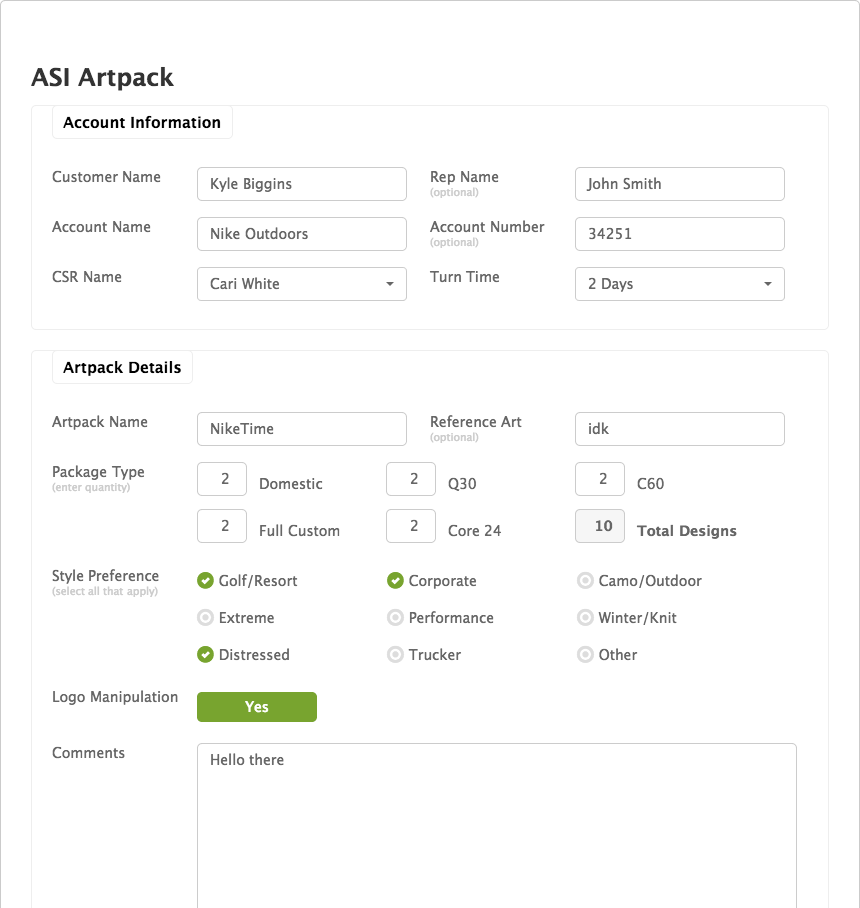 ASI Artpack
Account Information
Customer Name Kyle Biggins Rep Name John Smith
(optional)
Account Name Nike Outdoors Account Number 34251
(optional)
CSR Name Cari White Turn Time 2 Days
Artpack Details
Artpack Name NikeTime Reference Art idk
(optional)
Package Type 2 Domestic 2 Q30 2 C60
(enter quantity)
2 Full Custom 2 Core 24 10 Total Designs
Style Preference Golf/Resort Corporate Camo/Outdoor
(select all that apply)
Extreme Performance Winter/Knit
Distressed Trucker Other
Logo Manipulation Yes
Comments Hello there